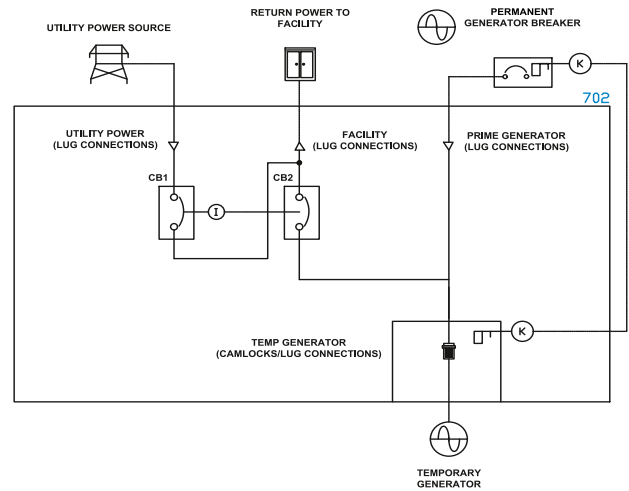 RETURN POWER TO
FACILITY
PERMANENT
GENERATOR BREAKER
UTILITY POWER SOURCE
K
702
UTILITY POWER
(LUG CONNECTIONS)
FACILITY
(LUG CONNECTIONS)
PRIME GENERATOR
(LUG CONNECTIONS)
CB1
CB2
I
TEMP GENERATOR
(CAMLOCKS/LUG CONNECTIONS)
K
TEMPORARY
GENERATOR